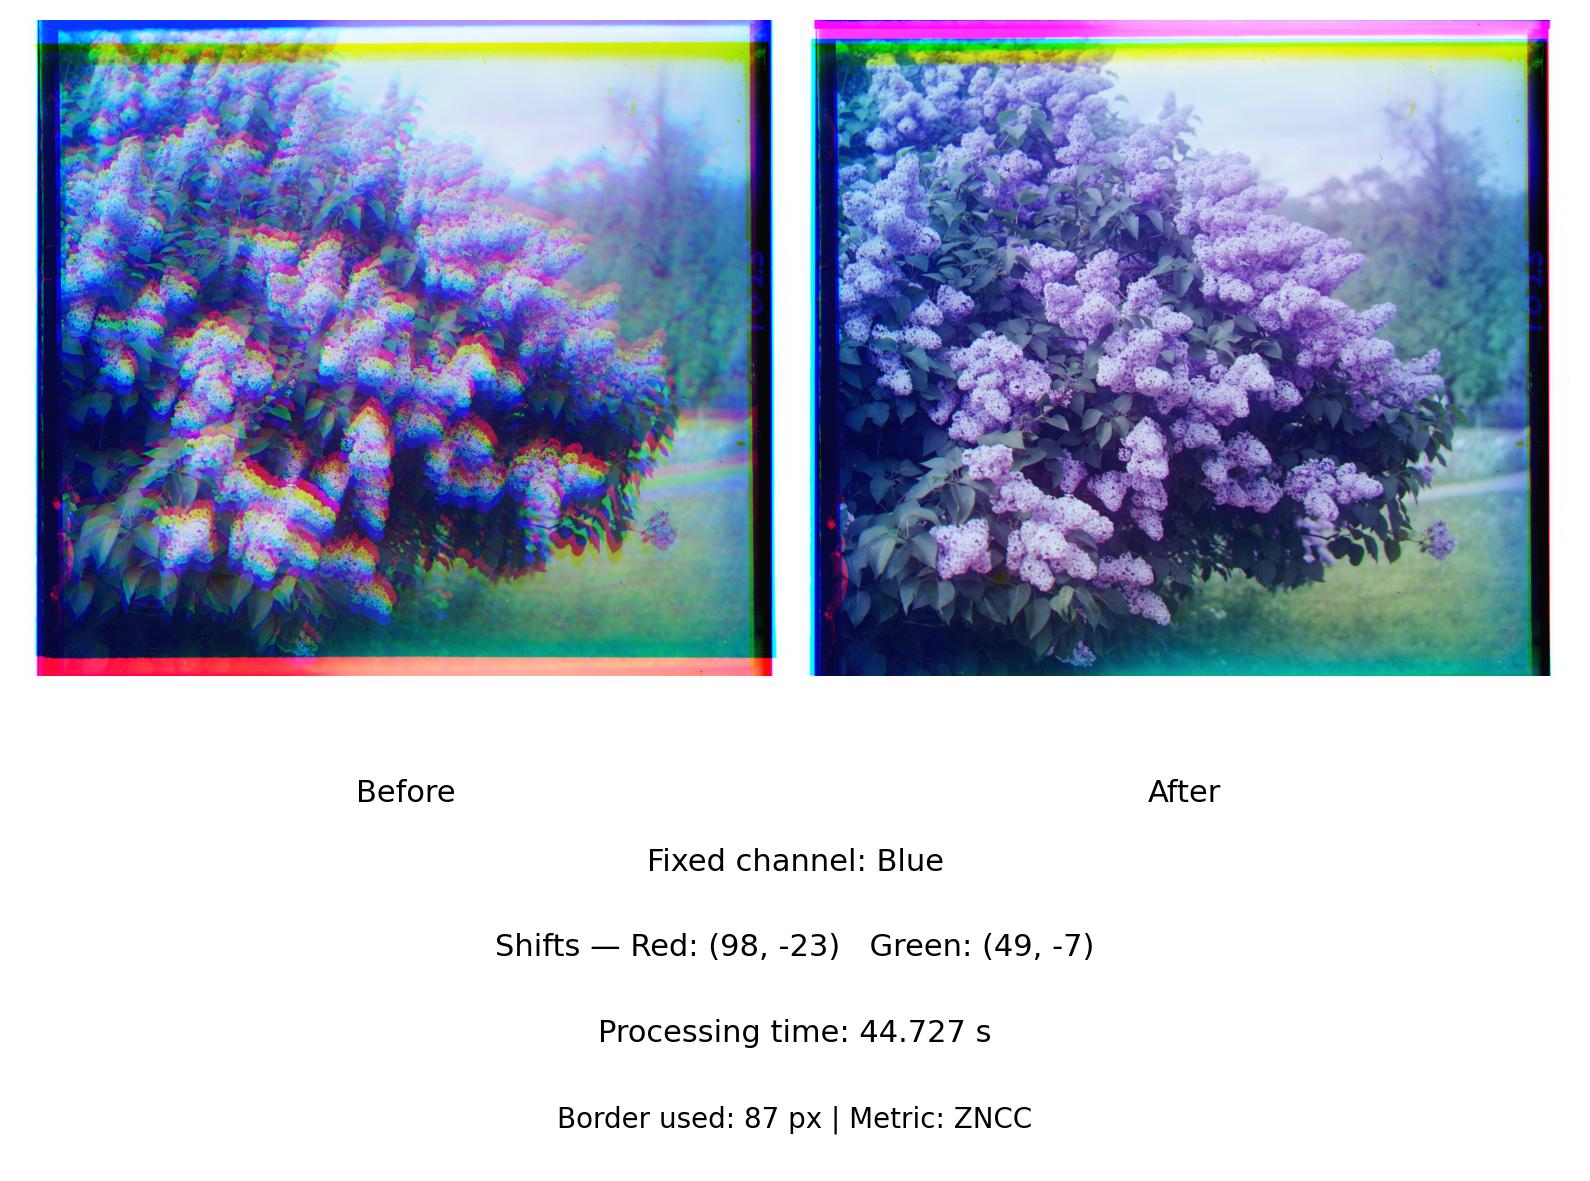 Before
After
Fixed channel: Blue
Shifts — Red: (98, -23)   Green: (49, -7)
Processing time: 44.727 s
Border used: 87 px | Metric: ZNCC